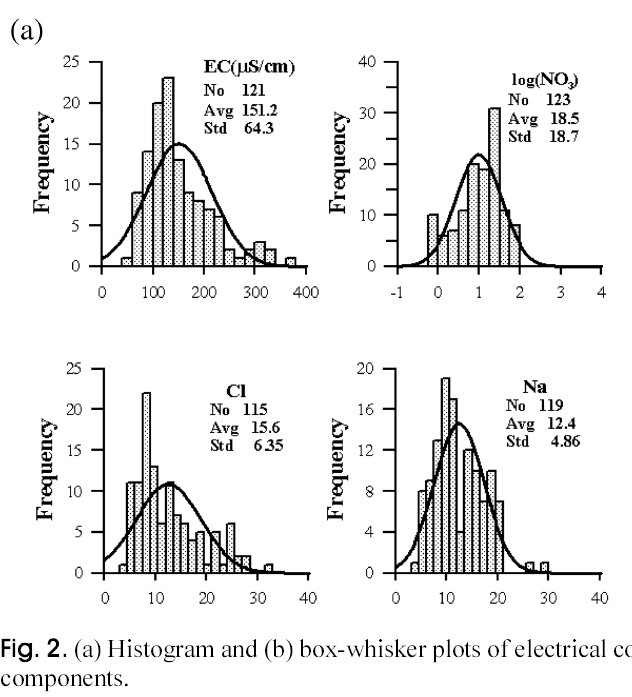 (a)
EC(µS/cm)
No 121
Avg 151.2
Std 64.3
Frequency
25
20
15
10
5
0
0 100 200 300 400
log(NO3)
No 123
Avg 18.5
Std 18.7
Frequency
40
30
20
10
0
-1 0 1 2 3 4
Cl
No 115
Avg 15.6
Std 6.35
Frequency
25
20
15
10
5
0
0 10 20 30 40
Na
No 119
Avg 12.4
Std 4.86
Frequency
20
16
12
8
4
0
0 10 20 30 40
Fig. 2. (a) Histogram and (b) box-whisker plots of electrical co
components.